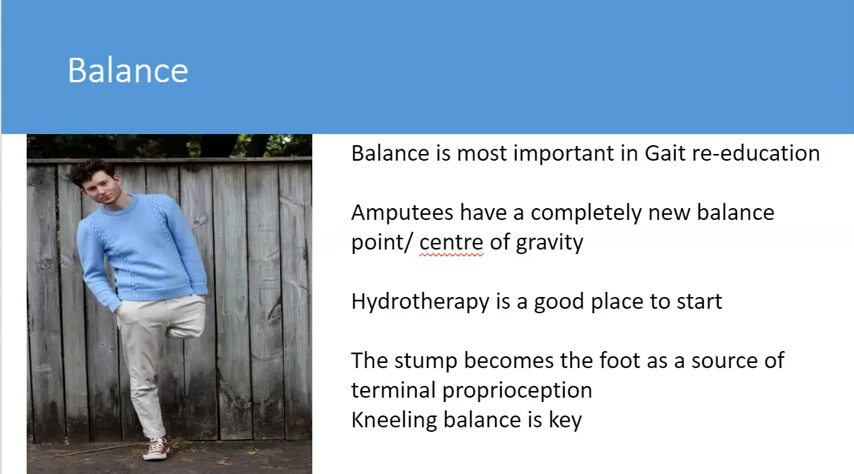 Balance
Balance is most important in Gait re-education
Amputees have a completely new balance
point/ centre of gravity
Hydrotherapy is a good place to start
The stump becomes the foot as a source of
terminal proprioception
Kneeling balance is key